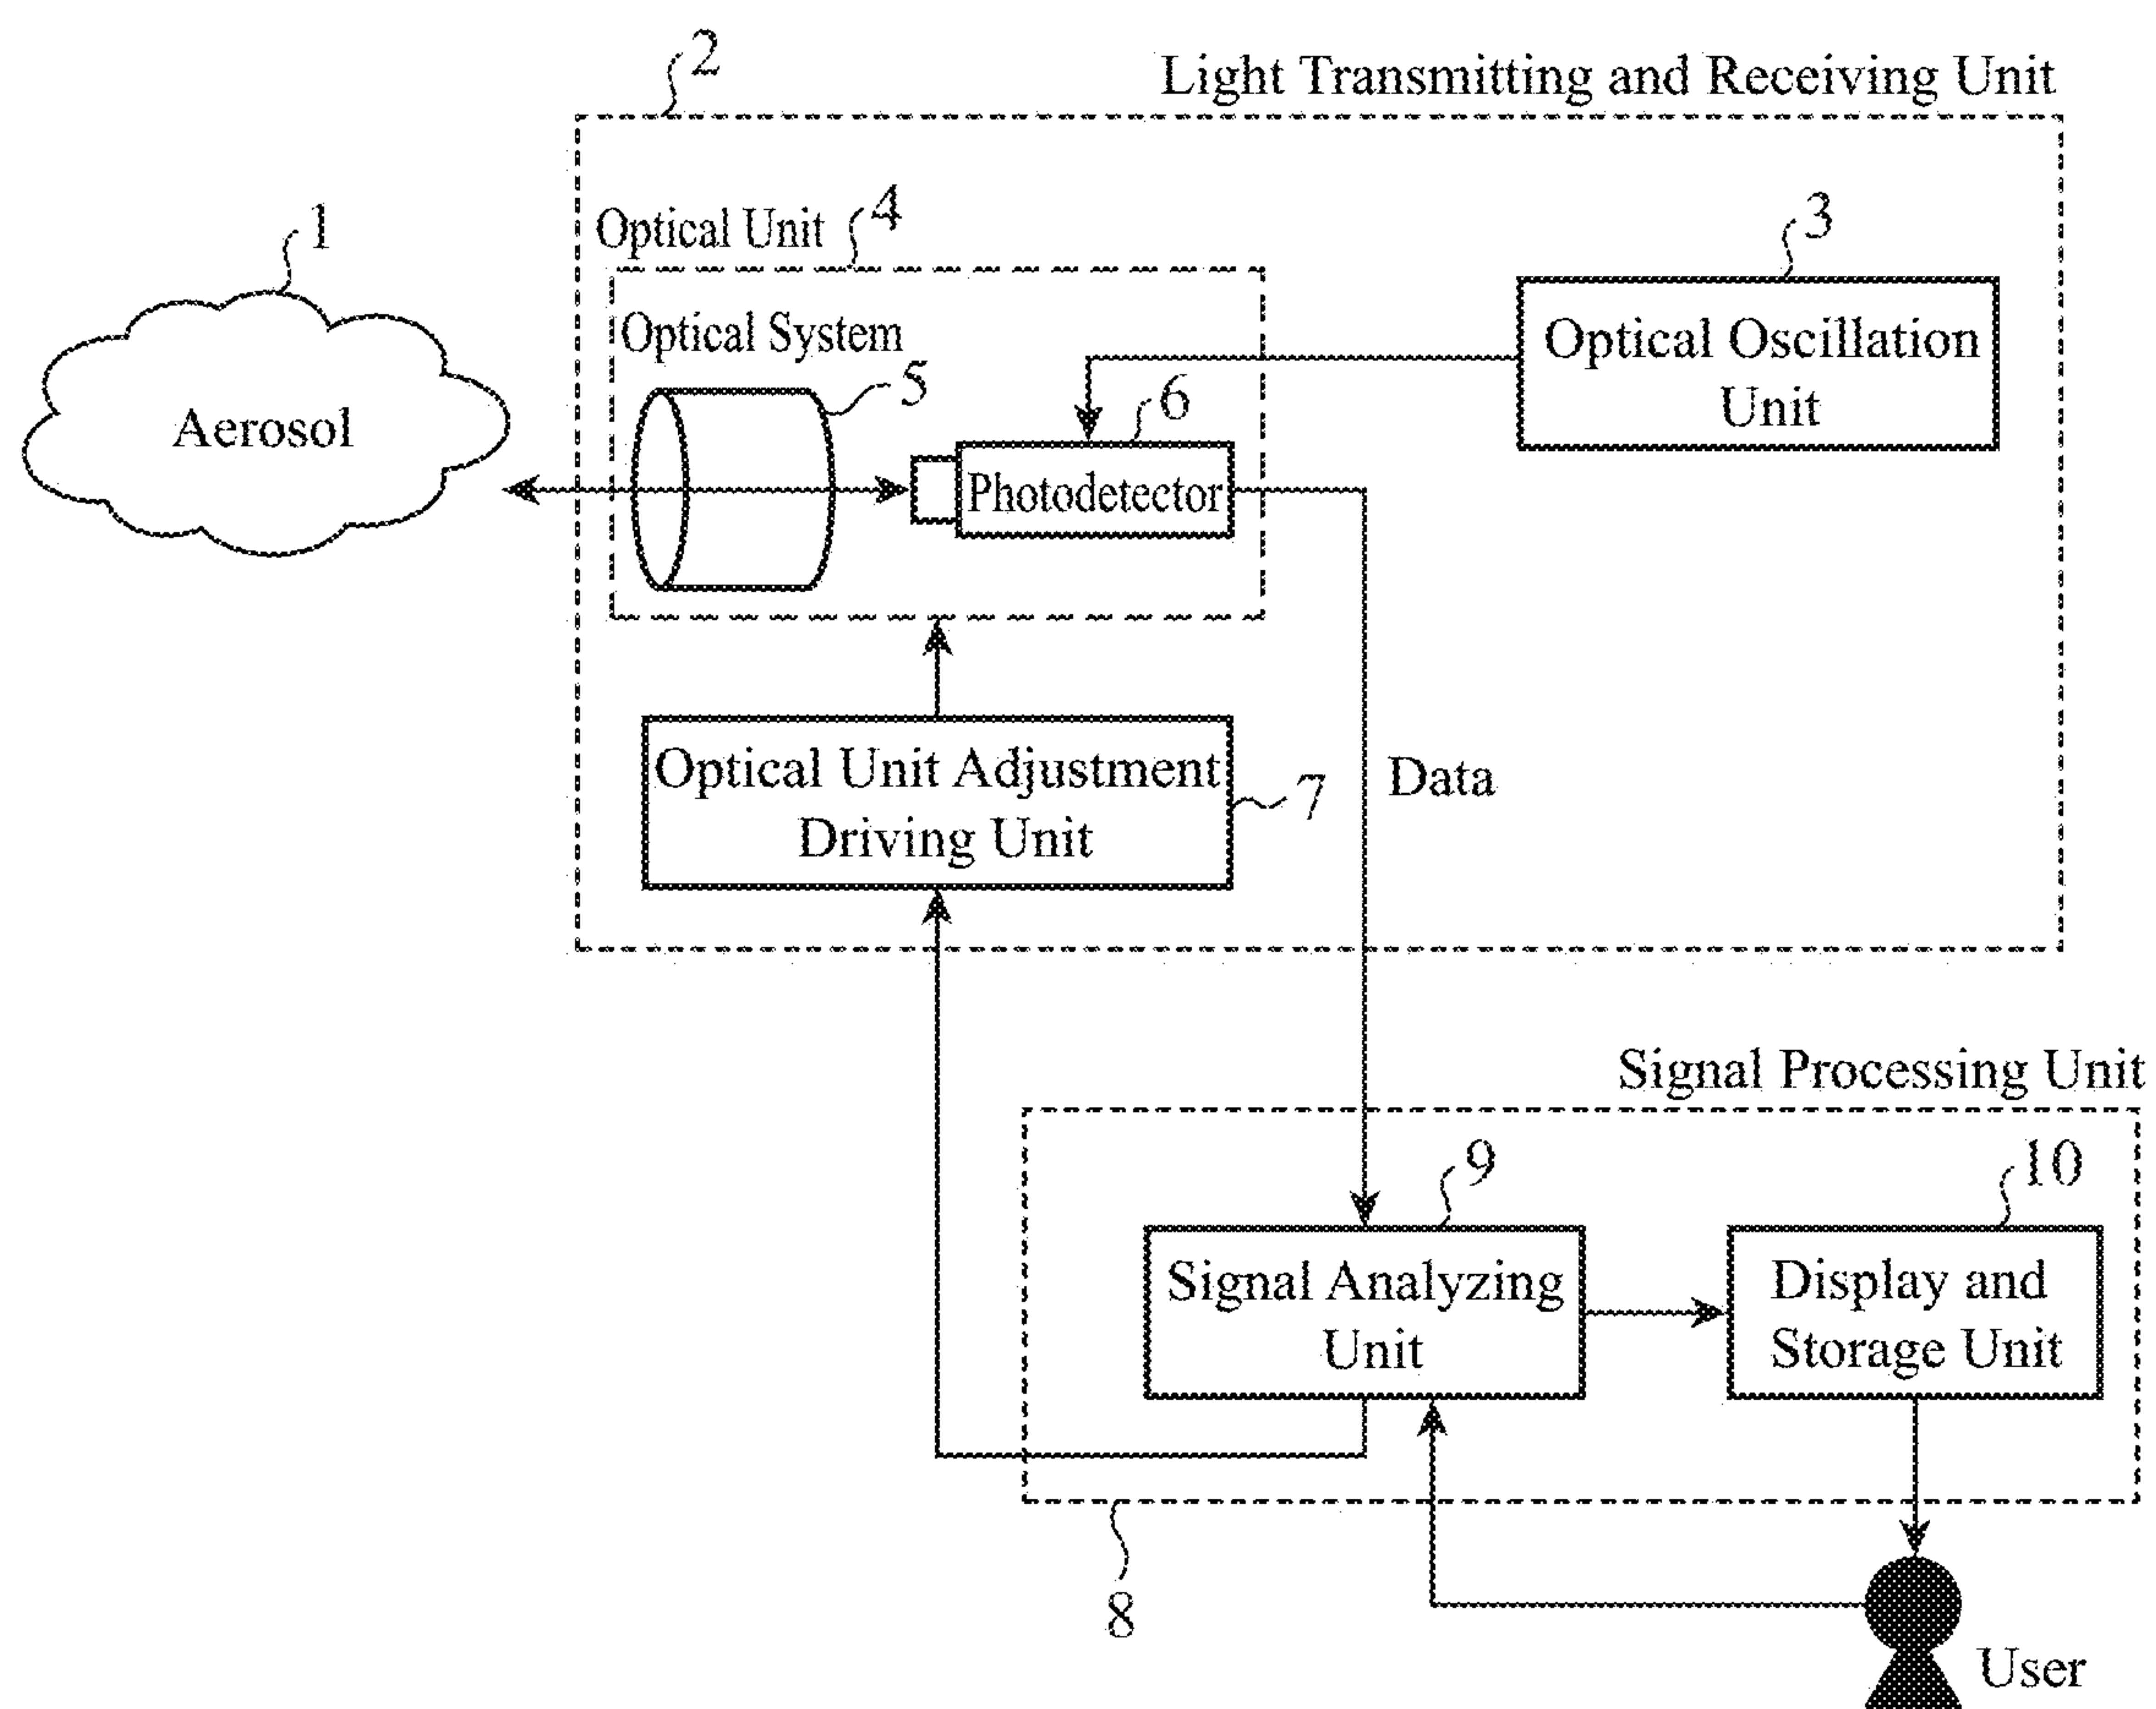 2
Light Transmitting and Receiving Unit
1
Optical Unit
4
3
Optical System
Optical Oscillation
Unit
5
6
Aerosol
Photodetector
Optical Unit Adjustment
Driving Unit
7
Data
Signal Processing Unit
9
10
Signal Analyzing
Unit
Display and
Storage Unit
8
User